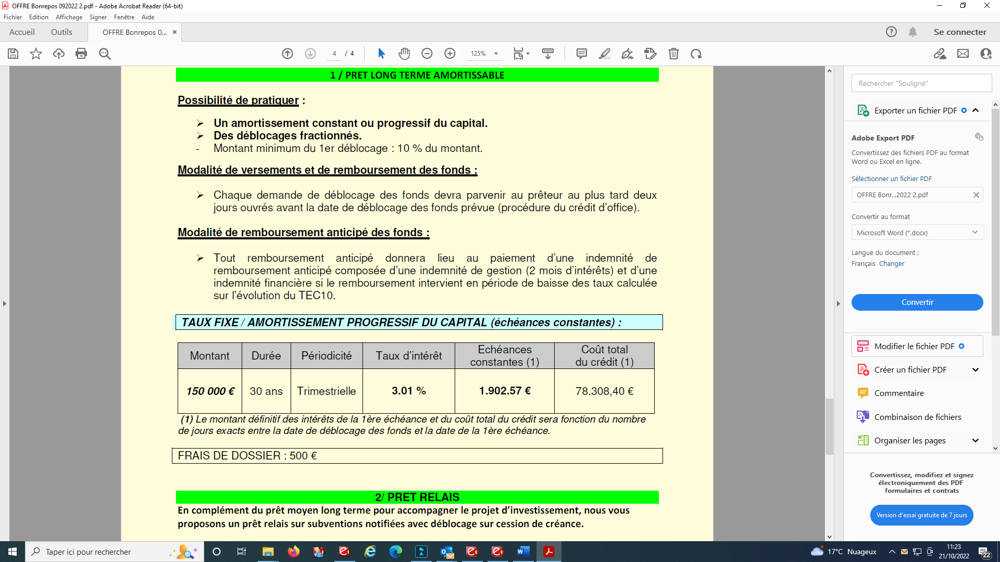 OFFRE Bonrepos 092022 2.pdf - Adobe Acrobat Reader (64-bit)
Fichier Edition Affichage Signer Fenêtre Aide
Accueil Outils OFFRE Bonrepos 0... × Se connecter
4 / 4 125%
1 / PRET LONG TERME AMORTISSABLE
Possibilité de pratiquer :
➢ Un amortissement constant ou progressif du capital.
➢ Des déblocages fractionnés.
- Montant minimum du 1er déblocage : 10 % du montant.
Modalité de versements et de remboursement des fonds :
➢ Chaque demande de déblocage des fonds devra parvenir au prêteur au plus tard deux
jours ouvrés avant la date de déblocage des fonds prévue (procédure du crédit d’office).
Modalité de remboursement anticipé des fonds :
➢ Tout remboursement anticipé donnera lieu au paiement d’une indemnité de
remboursement anticipé composée d’une indemnité de gestion (2 mois d’intérêts) et d’une
indemnité financière si le remboursement intervient en période de baisse des taux calculée
sur l’évolution du TEC10.
TAUX FIXE / AMORTISSEMENT PROGRESSIF DU CAPITAL (échéances constantes) :
Montant Durée Périodicité Taux d’intérêt Echéances constantes (1) Coût total du crédit (1)
150 000 € 30 ans Trimestrielle 3.01 % 1.902.57 € 78.308,40 €
(1) Le montant définitif des intérêts de la 1ère échéance et du coût total du crédit sera fonction du nombre
de jours exacts entre la date de déblocage des fonds et la date de la 1ère échéance.
FRAIS DE DOSSIER : 500 €
2/ PRET RELAIS
En complément du prêt moyen long terme pour accompagner le projet d’investissement, nous vous
proposons un prêt relais sur subventions notifiées avec déblocage sur cession de créance.
Rechercher "Souligné"
Exporter un fichier PDF
Adobe Export PDF
Convertissez des fichiers PDF au format
Word ou Excel en ligne.
Sélectionner un fichier PDF
OFFRE Bonr...2022 2.pdf
Convertir au format
Microsoft Word (*.docx)
Langue du document :
Français Changer
Convertir
Modifier le fichier PDF
Créer un fichier PDF
Commentaire
Combinaison de fichiers
Organiser les pages
Convertissez, modifiez et signez
électroniquement des PDF
formulaires et contrats
Version d'essai gratuite de 7 jours
Taper ici pour rechercher
17°C Nuageux
11:23
21/10/2022
22